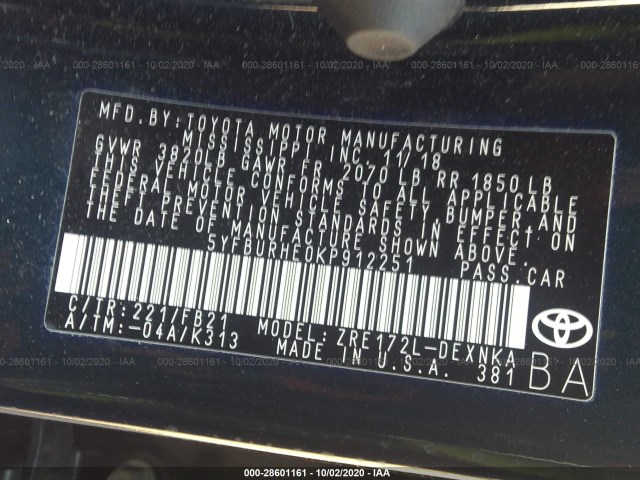 MFD. BY: TOYOTA MOTOR MANUFACTURING
MISSISSIPPI, INC. 11/18
GVWR 3820LB GAWR FR 2070 LB RR 1850 LB
THIS VEHICLE CONFORMS TO ALL APPLICABLE
FEDERAL MOTOR VEHICLE SAFETY, BUMPER, AND
THEFT PREVENTION STANDARDS IN EFFECT ON
THE DATE OF MANUFACTURE SHOWN ABOVE.
5YFBURHE0KP912251 PASS. CAR
C/TR: 221/FB21 MODEL: ZRE172L-DEXNKA
A/TM: -04A/K313 MADE IN U.S.A. 381
BA
000-28601161 - 10/02/2020 - IAA